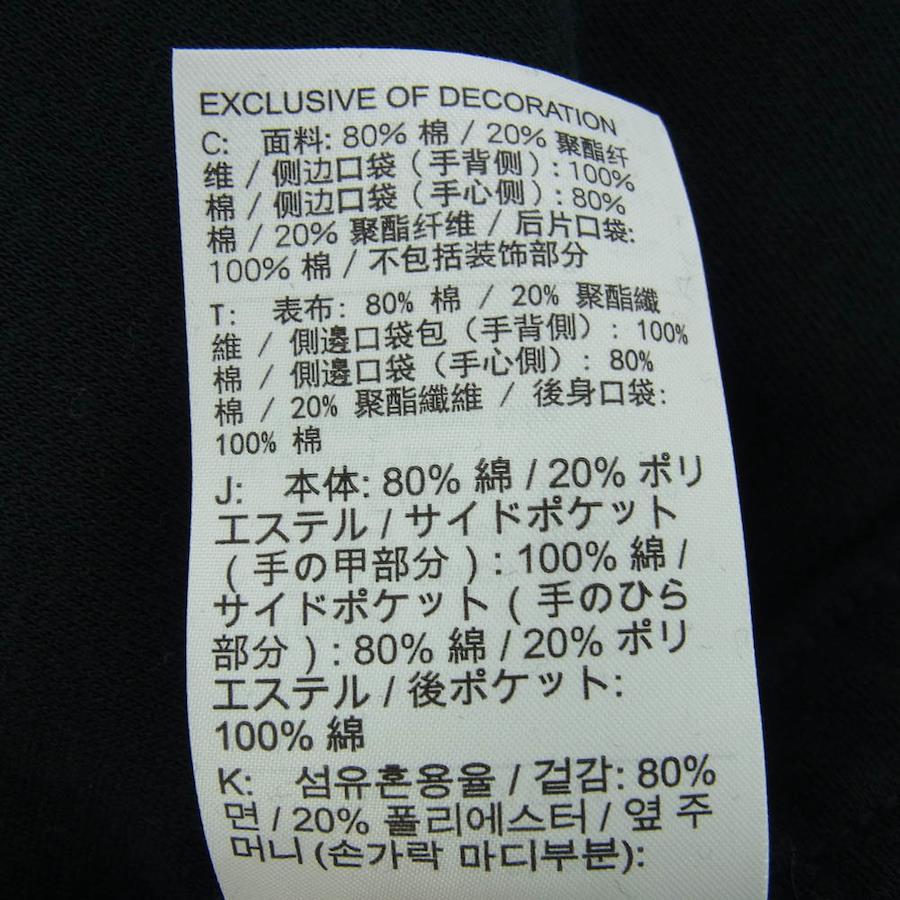 EXCLUSIVE OF DECORATION
C: 面料: 80% 棉 / 20% 聚酯纤
维 / 侧边口袋 (手背侧) : 100%
棉 / 侧边口袋 (手心侧) : 80%
棉 / 20% 聚酯纤维 / 后片口袋:
100% 棉 / 不包括装饰部分
T: 表布: 80% 棉 / 20% 聚酯纖
維 / 側邊口袋包 (手背側) : 100%
棉 / 側邊口袋 (手心側) : 80%
棉 / 20% 聚酯纖維 / 後身口袋:
100% 棉
J: 本体: 80% 綿 / 20% ポリ
エステル / サイドポケット
( 手の甲部分 ) : 100% 綿 /
サイドポケット ( 手のひら
部分 ) : 80% 綿 / 20% ポリ
エステル / 後ポケット:
100% 綿
K: 섬유혼용율 / 겉감: 80%
면 / 20% 폴리에스터 / 옆 주
머니 (손가락 마디부분):